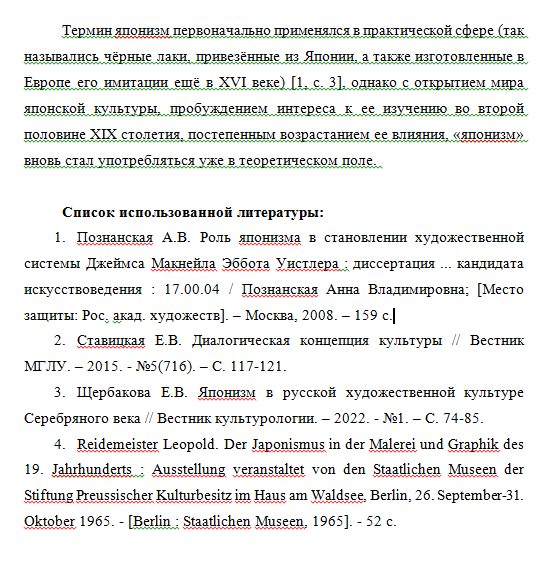 Термин японизм первоначально применялся в практической сфере (так
назывались чёрные лаки, привезённые из Японии, а также изготовленные в
Европе его имитации ещё в XVI веке) [1, с. 3], однако с открытием мира
японской культуры, пробуждением интереса к ее изучению во второй
половине XIX столетия, постепенным возрастанием ее влияния, «японизм»
вновь стал употребляться уже в теоретическом поле.
Список использованной литературы:
1. Познанская А.В. Роль японизма в становлении художественной
системы Джеймса Макнейла Эббота Уистлера : диссертация ... кандидата
искусствоведения : 17.00.04 / Познанская Анна Владимировна; [Место
защиты: Рос. акад. художеств]. – Москва, 2008. – 159 с.
2. Ставицкая Е.В. Диалогическая концепция культуры // Вестник
МГЛУ. – 2015. - №5(716). – С. 117-121.
3. Щербакова Е.В. Японизм в русской художественной культуре
Серебряного века // Вестник культурологии. – 2022. - №1. – С. 74-85.
4. Reidemeister Leopold. Der Japonismus in der Malerei und Graphik des
19. Jahrhunderts : Ausstellung veranstaltet von den Staatlichen Museen der
Stiftung Preussischer Kulturbesitz im Haus am Waldsee, Berlin, 26. September-31.
Oktober 1965. - [Berlin : Staatlichen Museen, 1965]. - 52 с.